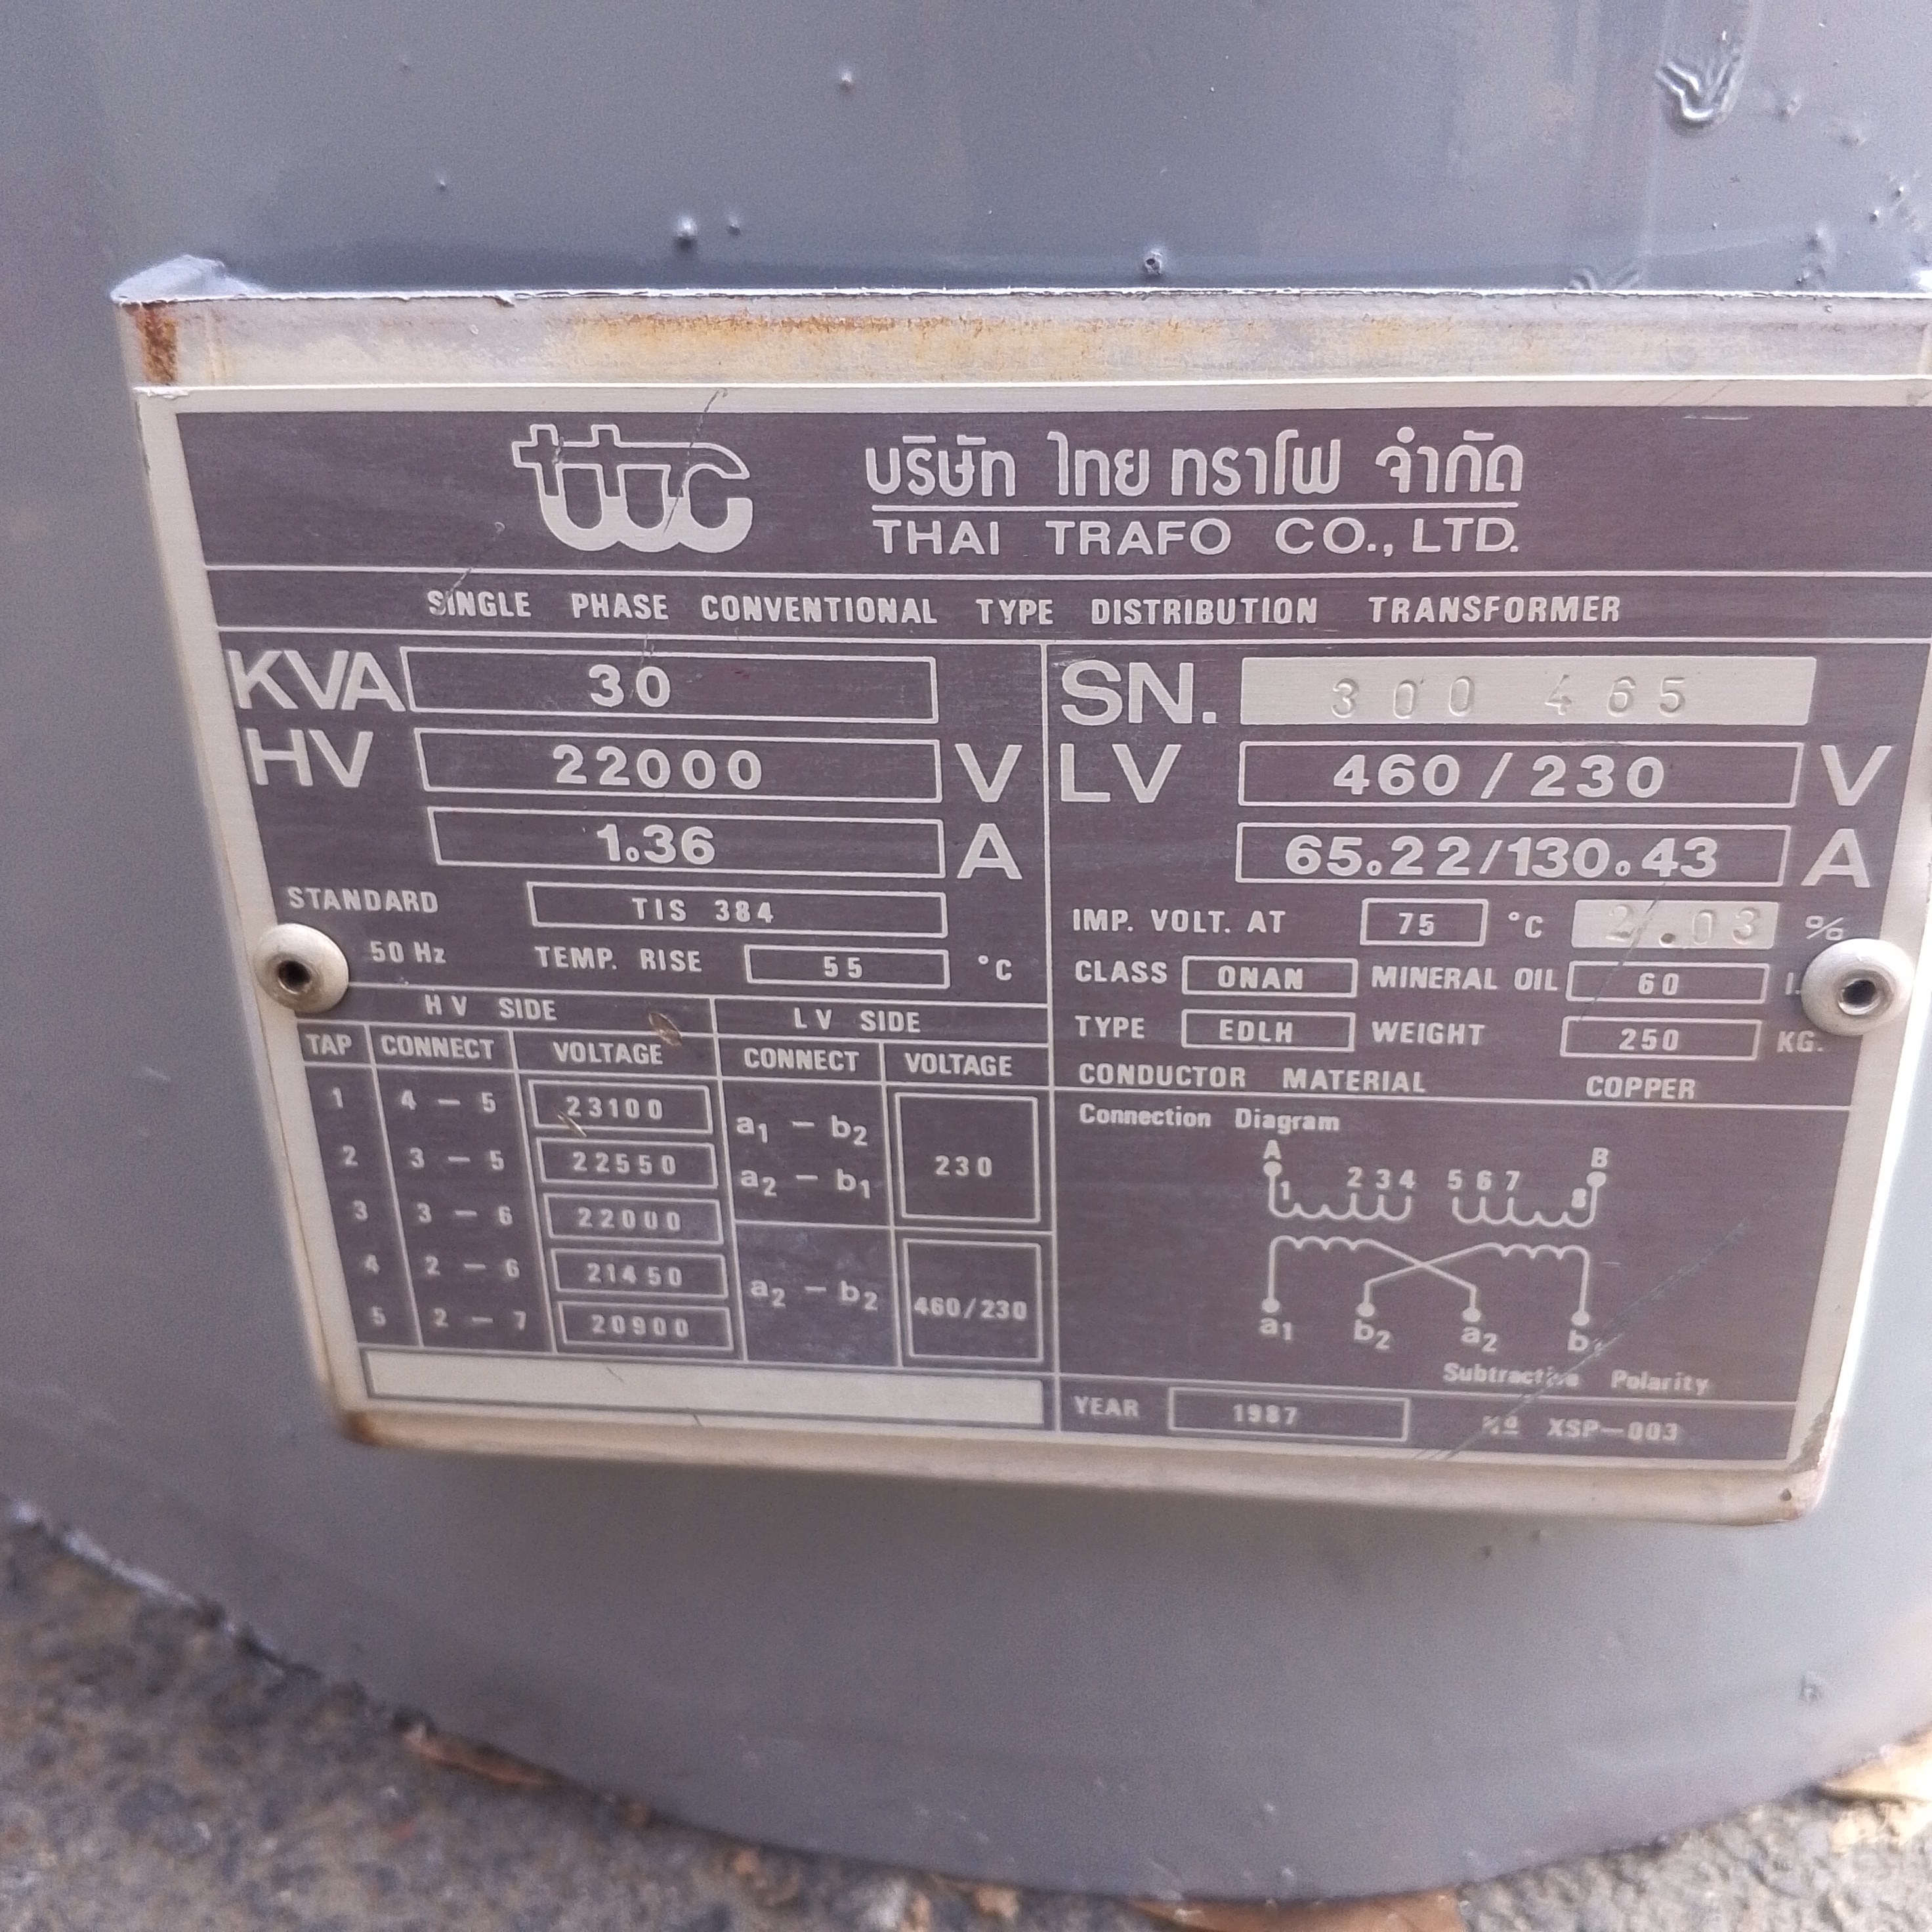 ttc
บริษัท ไทย ทราโฟ จำกัด
THAI TRAFO CO., LTD.
SINGLE PHASE CONVENTIONAL TYPE DISTRIBUTION TRANSFORMER
KVA 30
HV 22000 V
1.36 A
STANDARD TIS 384
50 Hz TEMP. RISE 55 °C
HV SIDE LV SIDE
TAP CONNECT VOLTAGE CONNECT VOLTAGE
1 4 – 5 23100
2 3 – 5 22550
3 3 – 6 22000
4 2 – 6 21450
5 2 – 7 20900
a1 – b2
a2 – b1
230
a2 – b2 460/230
SN. 300 465
LV 460 / 230 V
65.22/130.43 A
IMP. VOLT. AT 75 °C 2.03 %
CLASS ONAN MINERAL OIL 60
TYPE EDLH WEIGHT 250 KG.
CONDUCTOR MATERIAL COPPER
Connection Diagram
A B
1 2 3 4 5 6 7 8
a1 b2 a2 b
Subtractive Polarity
YEAR 1987 No XSP–003